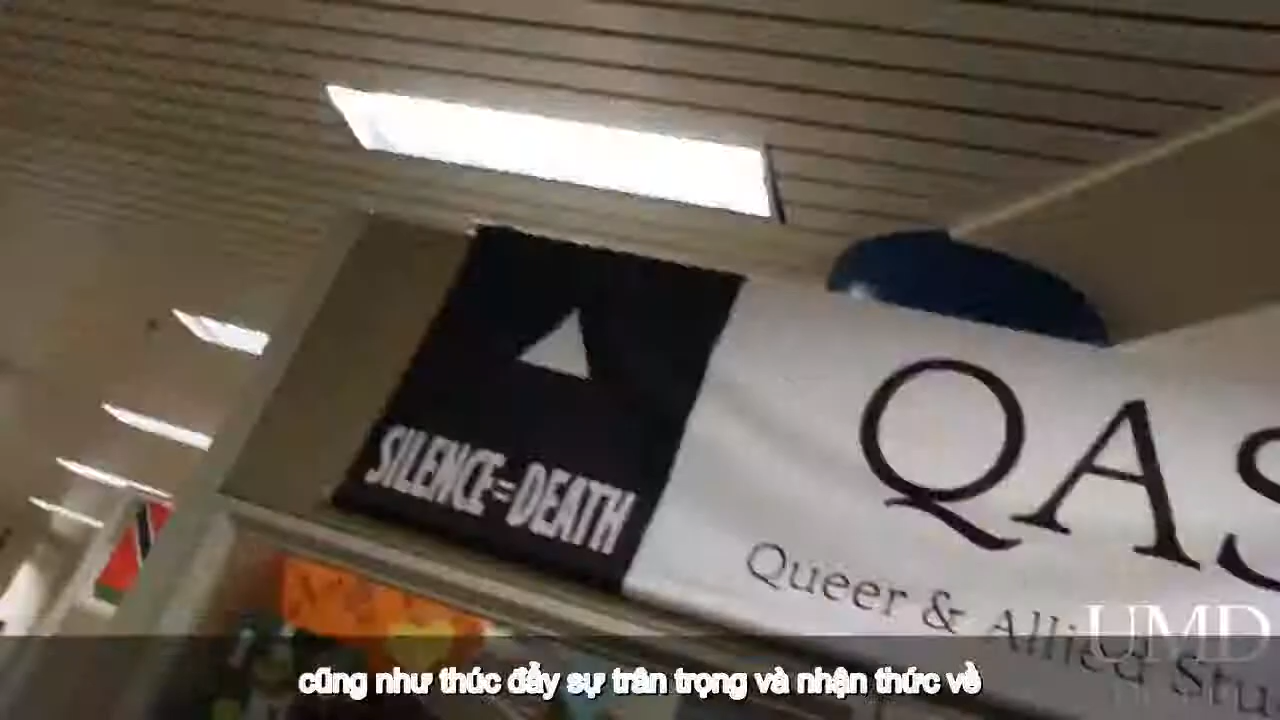 SILENCE=DEATH
QAS
Queer & Allied Stu
UMD
cũng như thúc đẩy sự trân trọng và nhận thức về